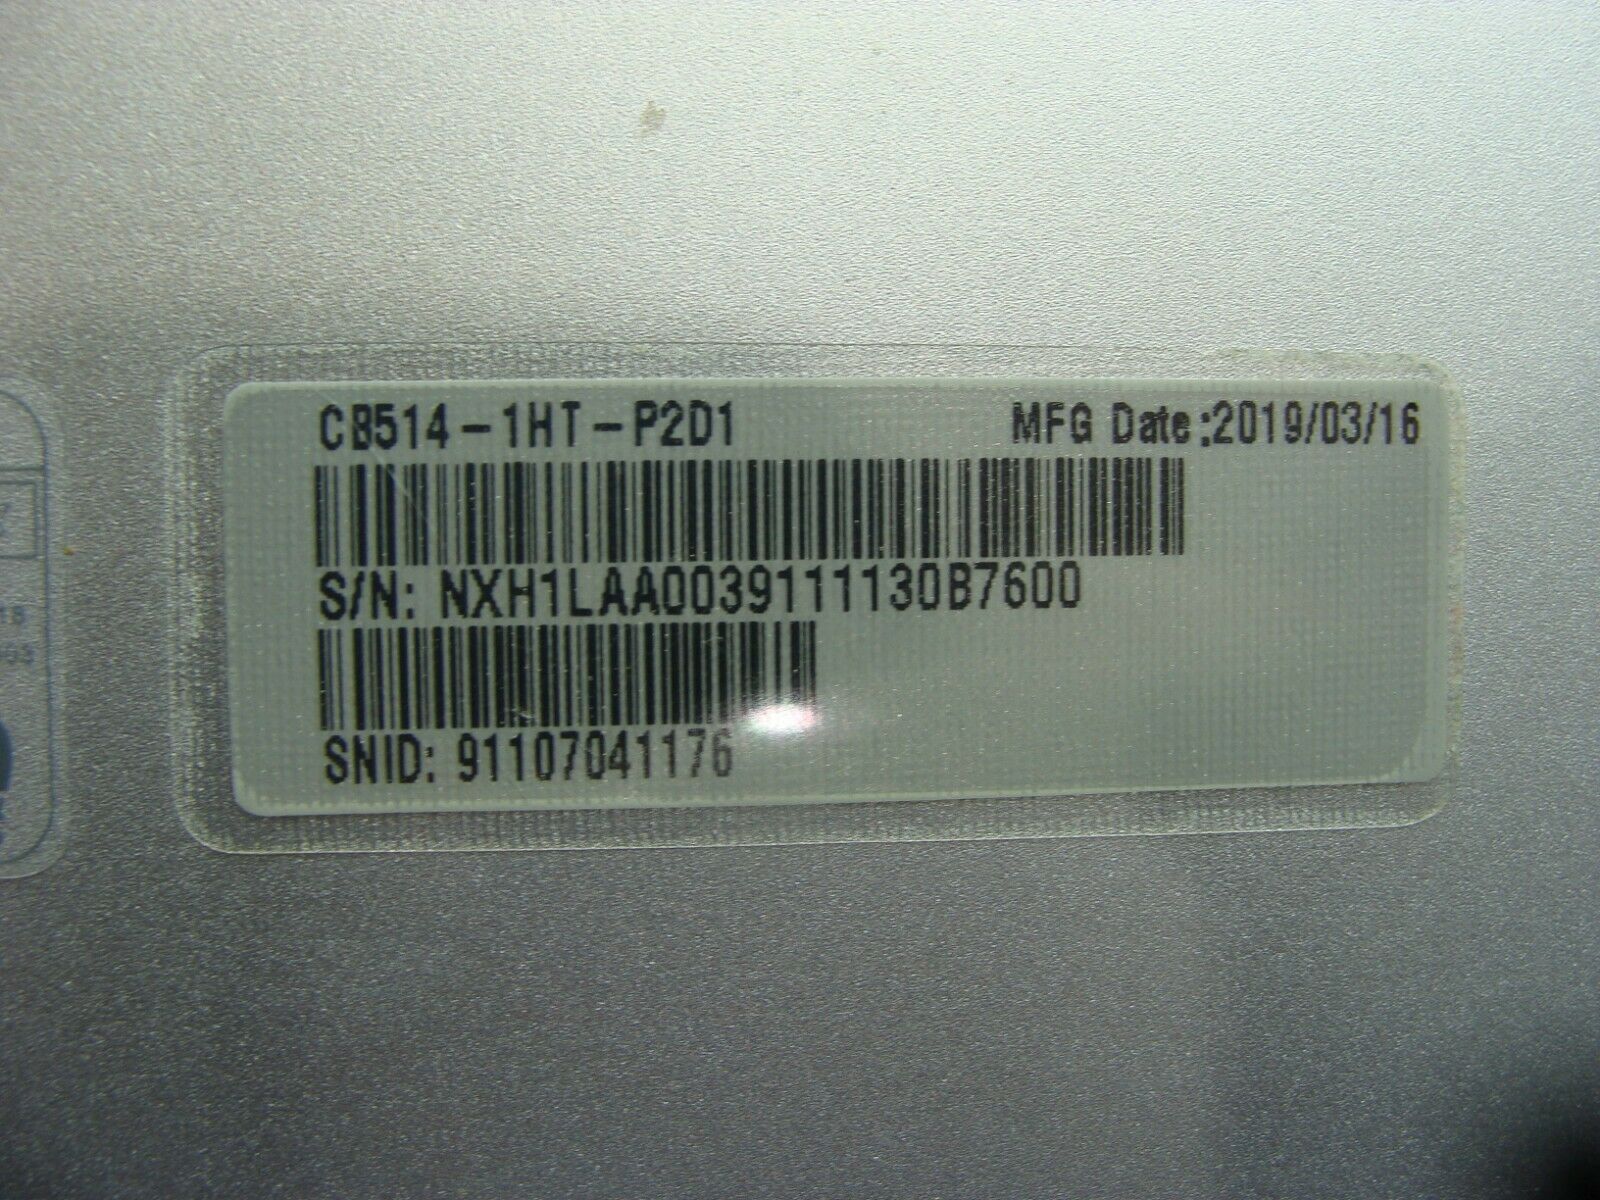 CB514-1HT-P2D1 MFG Date:2019/03/16
S/N: NXH1LAA0039111130B7600
SNID: 91107041176